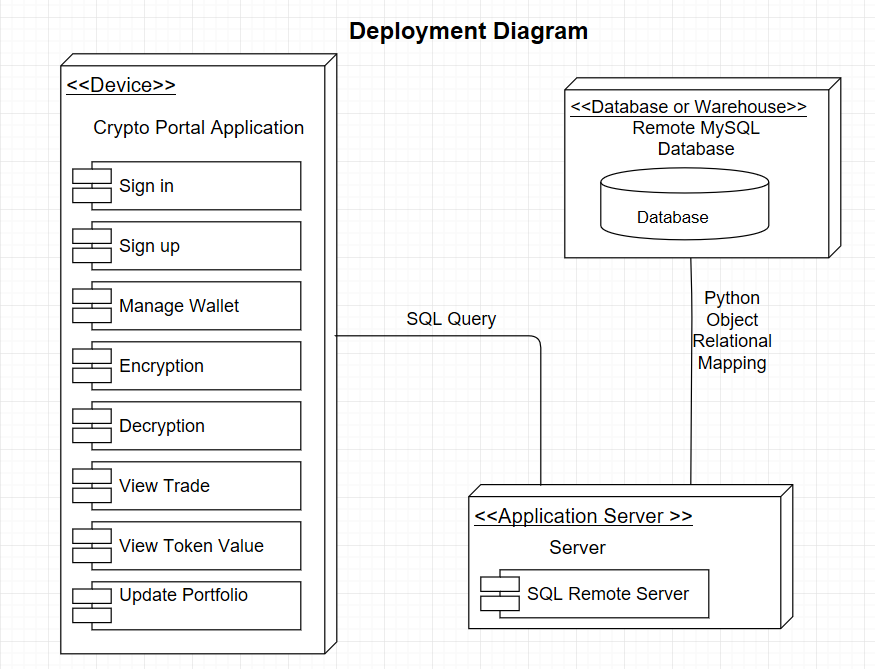 Deployment Diagram
<<Device>>
Crypto Portal Application
Sign in
Sign up
Manage Wallet
Encryption
Decryption
View Trade
View Token Value
Update Portfolio
SQL Query
<<Database or Warehouse>>
Remote MySQL
Database
Database
Python
Object
Relational
Mapping
<<Application Server >>
Server
SQL Remote Server